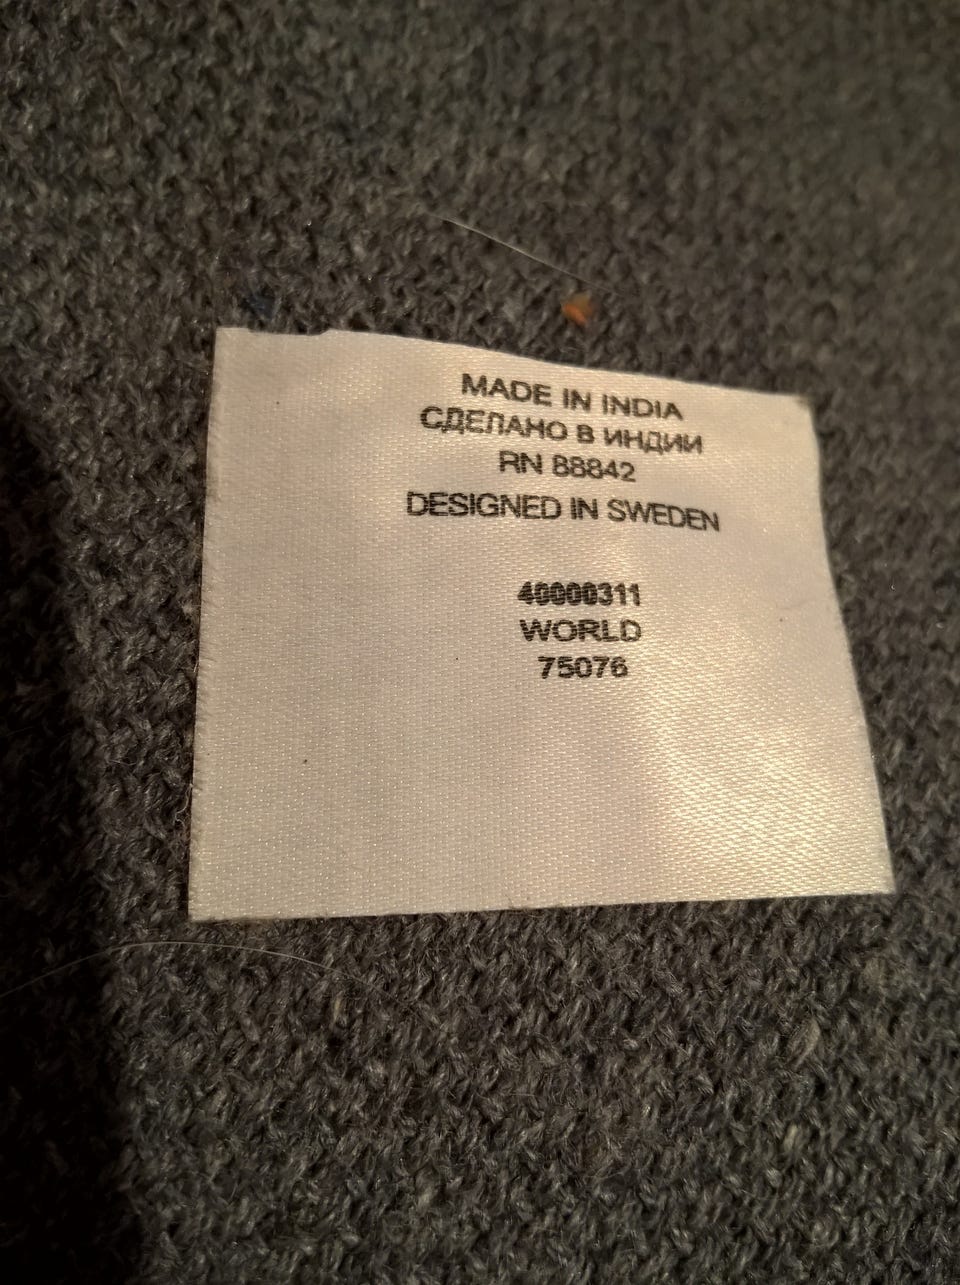 MADE IN INDIA
СДЕЛАНО В ИНДИИ
RN 88842
DESIGNED IN SWEDEN
40000311
WORLD
75076